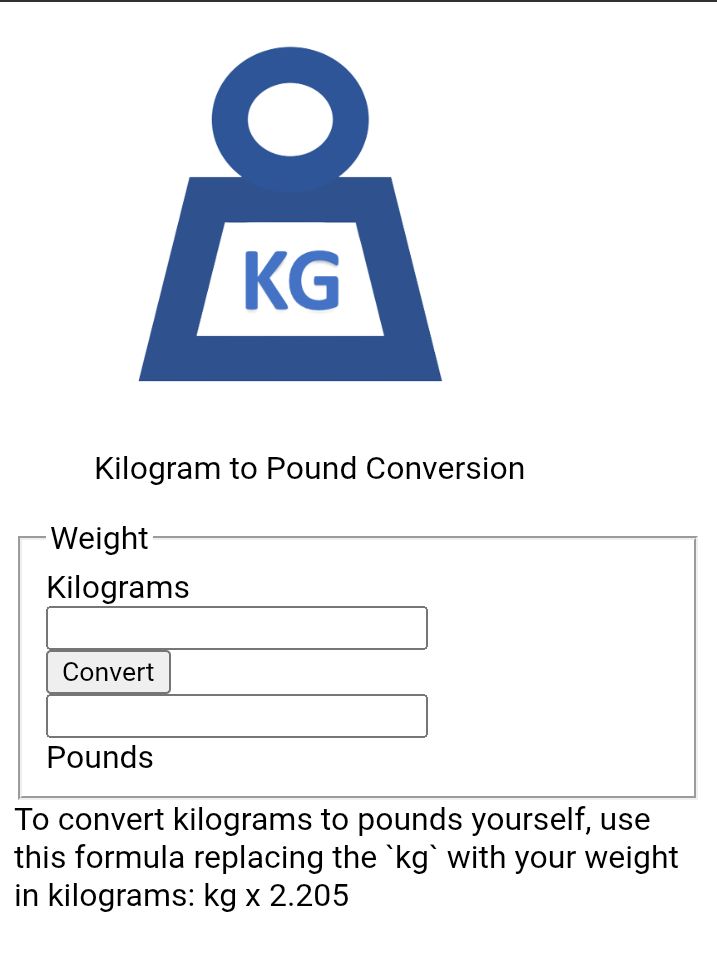 KG
Kilogram to Pound Conversion
Weight
Kilograms
Convert
Pounds
To convert kilograms to pounds yourself, use
this formula replacing the `kg` with your weight
in kilograms: kg x 2.205